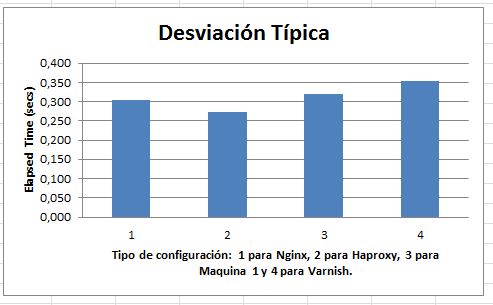 Desviación Típica
Elapsed Time (secs)
0,400
0,350
0,300
0,250
0,200
0,150
0,100
0,050
0,000
1 2 3 4
Tipo de configuración: 1 para Nginx, 2 para Haproxy, 3 para
Maquina 1 y 4 para Varnish.